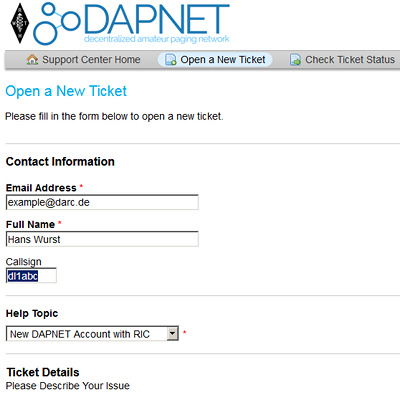 DAPNET
decentralized amateur paging network
Support Center Home Open a New Ticket Check Ticket Status
Open a New Ticket
Please fill in the form below to open a new ticket.
Contact Information
Email Address *
example@darc.de
Full Name *
Hans Wurst
Callsign
dl1abc
Help Topic
New DAPNET Account with RIC *
Ticket Details
Please Describe Your Issue